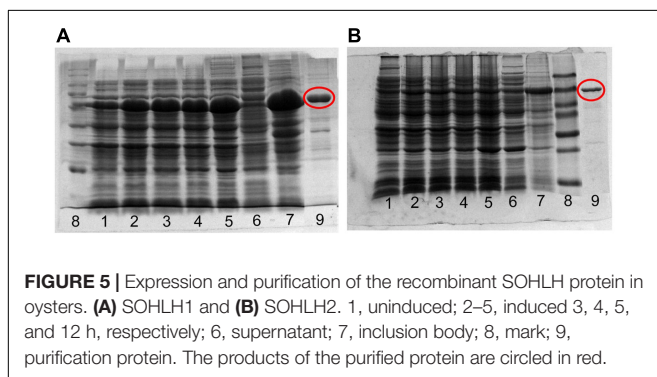 A
B
8 1 2 3 4 5 6 7 9
1 2 3 4 5 6 7 8 9
FIGURE 5 | Expression and purification of the recombinant SOHLH protein in
oysters. (A) SOHLH1 and (B) SOHLH2. 1, uninduced; 2–5, induced 3, 4, 5,
and 12 h, respectively; 6, supernatant; 7, inclusion body; 8, mark; 9,
purification protein. The products of the purified protein are circled in red.